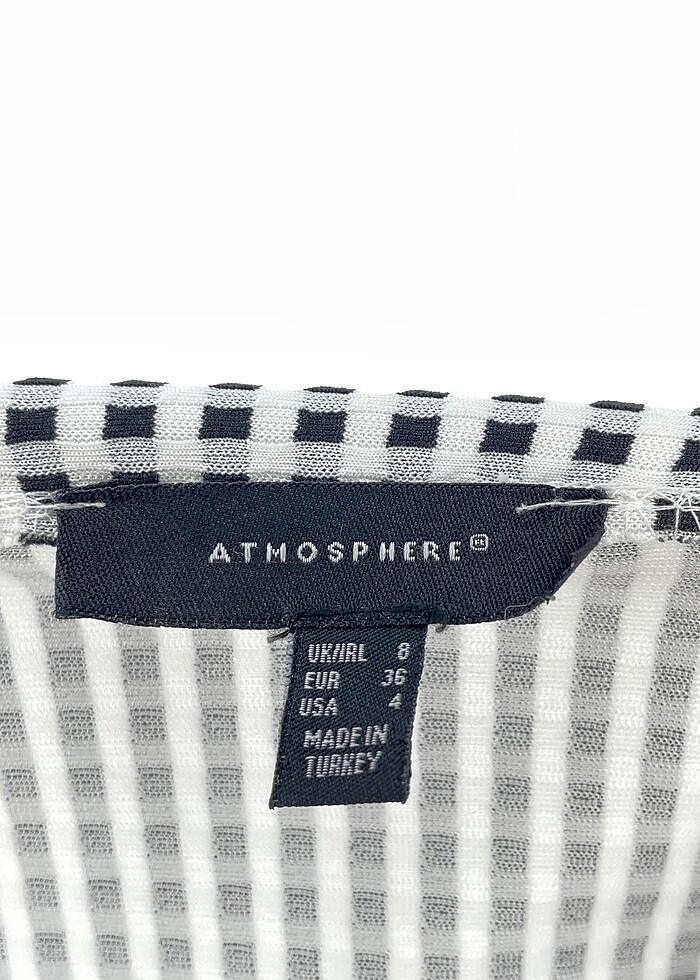 ATMOSPHERE
UK/IRL 8
EUR 36
USA 4
MADE IN
TURKEY